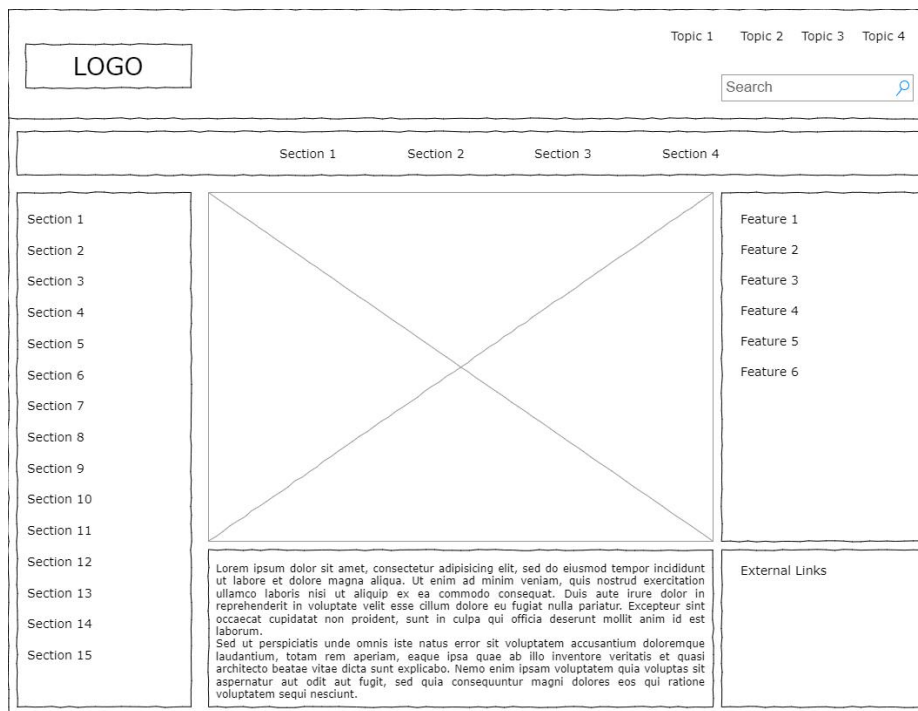 Topic 1 Topic 2 Topic 3 Topic 4
LOGO
Search
Section 1 Section 2 Section 3 Section 4
Section 1
Section 2
Section 3
Section 4
Section 5
Section 6
Section 7
Section 8
Section 9
Section 10
Section 11
Section 12
Section 13
Section 14
Section 15
Feature 1
Feature 2
Feature 3
Feature 4
Feature 5
Feature 6
Lorem ipsum dolor sit amet, consectetur adipisicing elit, sed do eiusmod tempor incididunt
ut labore et dolore magna aliqua. Ut enim ad minim veniam, quis nostrud exercitation
ullamco laboris nisi ut aliquip ex ea commodo consequat. Duis aute irure dolor in
reprehenderit in voluptate velit esse cillum dolore eu fugiat nulla pariatur. Excepteur sint
occaecat cupidatat non proident, sunt in culpa qui officia deserunt mollit anim id est
laborum.
Sed ut perspiciatis unde omnis iste natus error sit voluptatem accusantium doloremque
laudantium, totam rem aperiam, eaque ipsa quae ab illo inventore veritatis et quasi
architecto beatae vitae dicta sunt explicabo. Nemo enim ipsam voluptatem quia voluptas sit
aspernatur aut odit aut fugit, sed quia consequuntur magni dolores eos qui ratione
voluptatem sequi nesciunt.
External Links